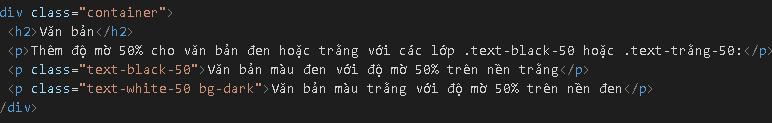 div class="container">
<h2>Văn bản</h2>
<p>Thêm độ mờ 50% cho văn bản đen hoặc trắng với các lớp .text-black-50 hoặc .text-trắng-50:</p>
<p class="text-black-50">Văn bản màu đen với độ mờ 50% trên nền trắng</p>
<p class="text-white-50 bg-dark">Văn bản màu trắng với độ mờ 50% trên nền đen</p>
/div>